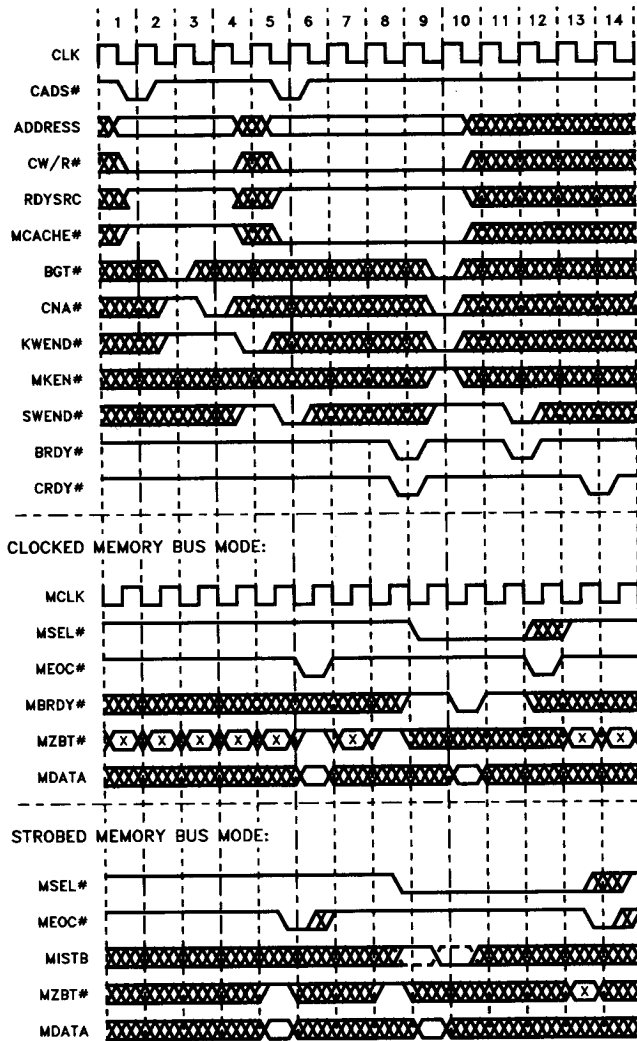 1 2 3 4 5 6 7 8 9 10 11 12 13 14
CLK
CADS#
ADDRESS
CW/R#
RDYSRC
MCACHE#
BGT#
CNA#
KWEND#
MKEN#
SWEND#
BRDY#
CRDY#
CLOCKED MEMORY BUS MODE:
MCLK
MSEL#
MEOC#
MBRDY#
MZBT# X X X X X X X X
MDATA
STROBED MEMORY BUS MODE:
MSEL#
MEOC#
MISTB
MZBT# X
MDATA